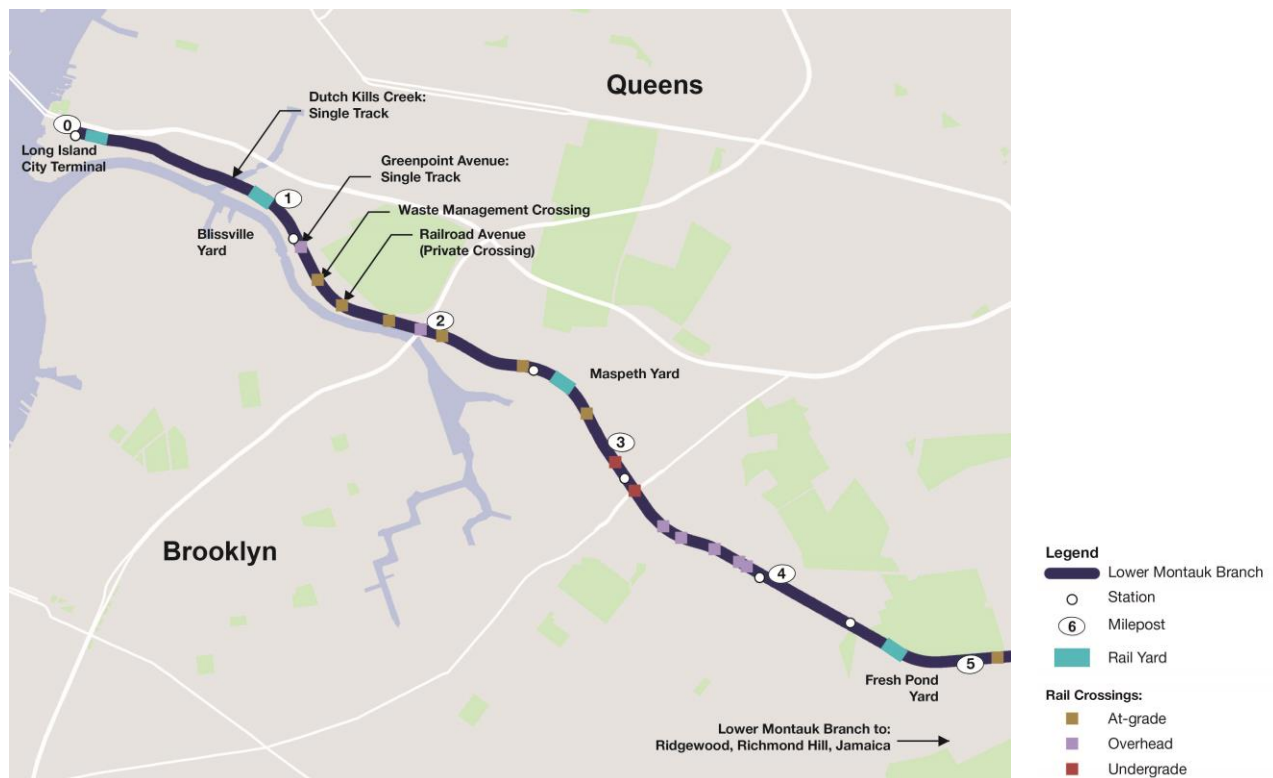 Queens
Dutch Kills Creek:
Single Track
0
Long Island
City Terminal
Greenpoint Avenue:
Single Track
1
Waste Management Crossing
Blissville
Yard
Railroad Avenue
(Private Crossing)
2
Maspeth Yard
3
Brooklyn
4
5
Fresh Pond
Yard
Lower Montauk Branch to:
Ridgewood, Richmond Hill, Jamaica
Legend
Lower Montauk Branch
Station
6 Milepost
Rail Yard
Rail Crossings:
At-grade
Overhead
Undergrade